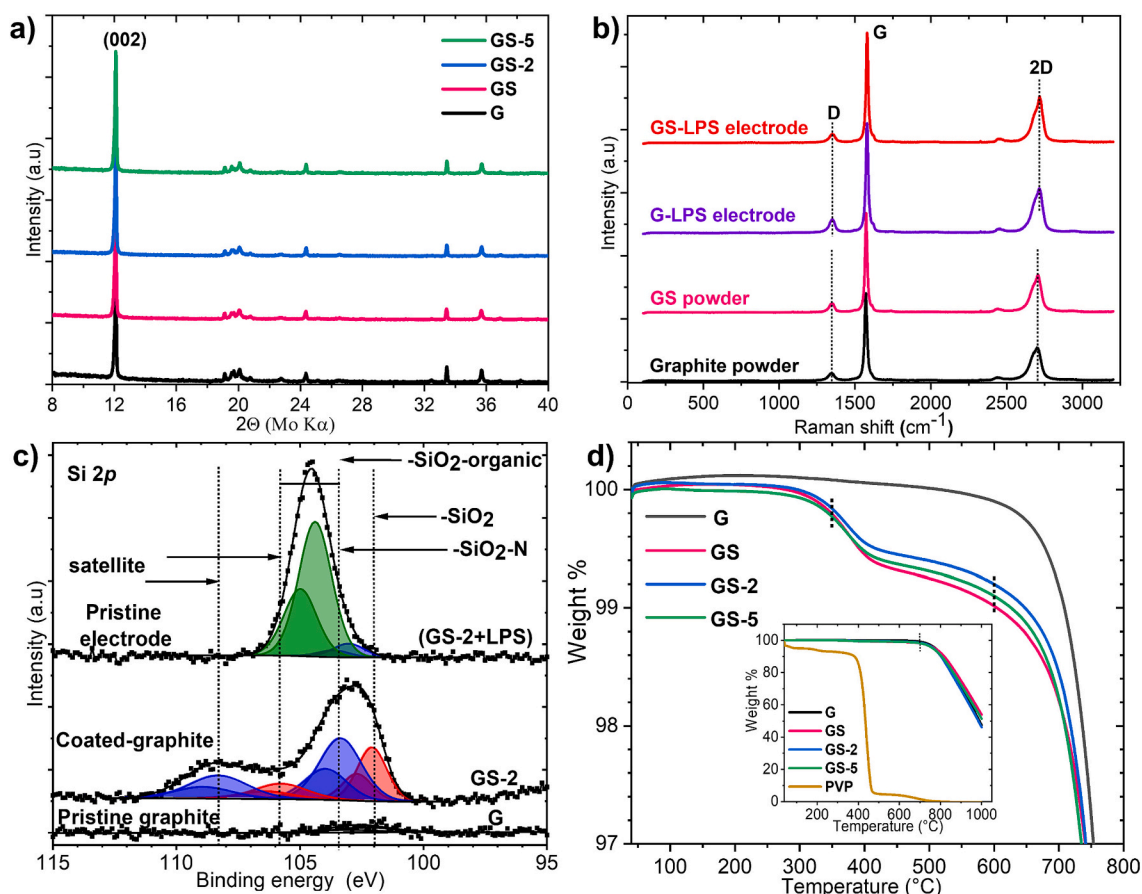 a)
(002)
GS-5
GS-2
GS
G
Intensity (a.u)
8 12 16 20 24 28 32 36 40
2Θ (Mo Kα)
b)
G
2D
D
GS-LPS electrode
G-LPS electrode
GS powder
Graphite powder
Intensity (a.u)
0 500 1000 1500 2000 2500 3000
Raman shift (cm⁻¹)
c)
Si 2p
-SiO₂-organic
-SiO₂
-SiO₂-N
satellite
Pristine
electrode
(GS-2+LPS)
Coated-graphite
GS-2
Pristine graphite
G
Intensity (a.u)
115 110 105 100 95
Binding energy (eV)
d)
100
99
98
97
Weight %
G
GS
GS-2
GS-5
100
80
60
40
20
0
Weight %
G
GS
GS-2
GS-5
PVP
200 400 600 800 1000
Temperature (°C)
100 200 300 400 500 600 700 800
Temperature (°C)